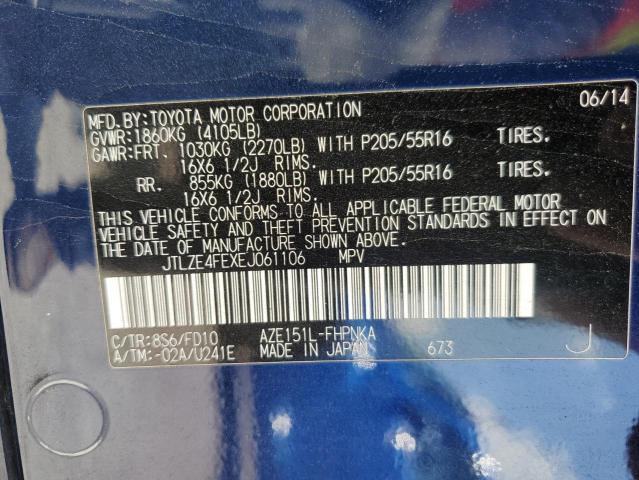 MFD. BY: TOYOTA MOTOR CORPORATION 06/14
GVWR: 1860KG (4105LB)
GAWR: FRT. 1030KG (2270LB) WITH P205/55R16 TIRES.
16X6 1/2J RIMS.
RR. 855KG (1880LB) WITH P205/55R16 TIRES.
16X6 1/2J RIMS.
THIS VEHICLE CONFORMS TO ALL APPLICABLE FEDERAL MOTOR
VEHICLE SAFETY AND THEFT PREVENTION STANDARDS IN EFFECT ON
THE DATE OF MANUFACTURE SHOWN ABOVE.
JTLZE4FEXEJ061106 MPV
C/TR: 8S6/FD10 AZE151L-FHPNKA
A/TM: -02A/U241E MADE IN JAPAN 673 J